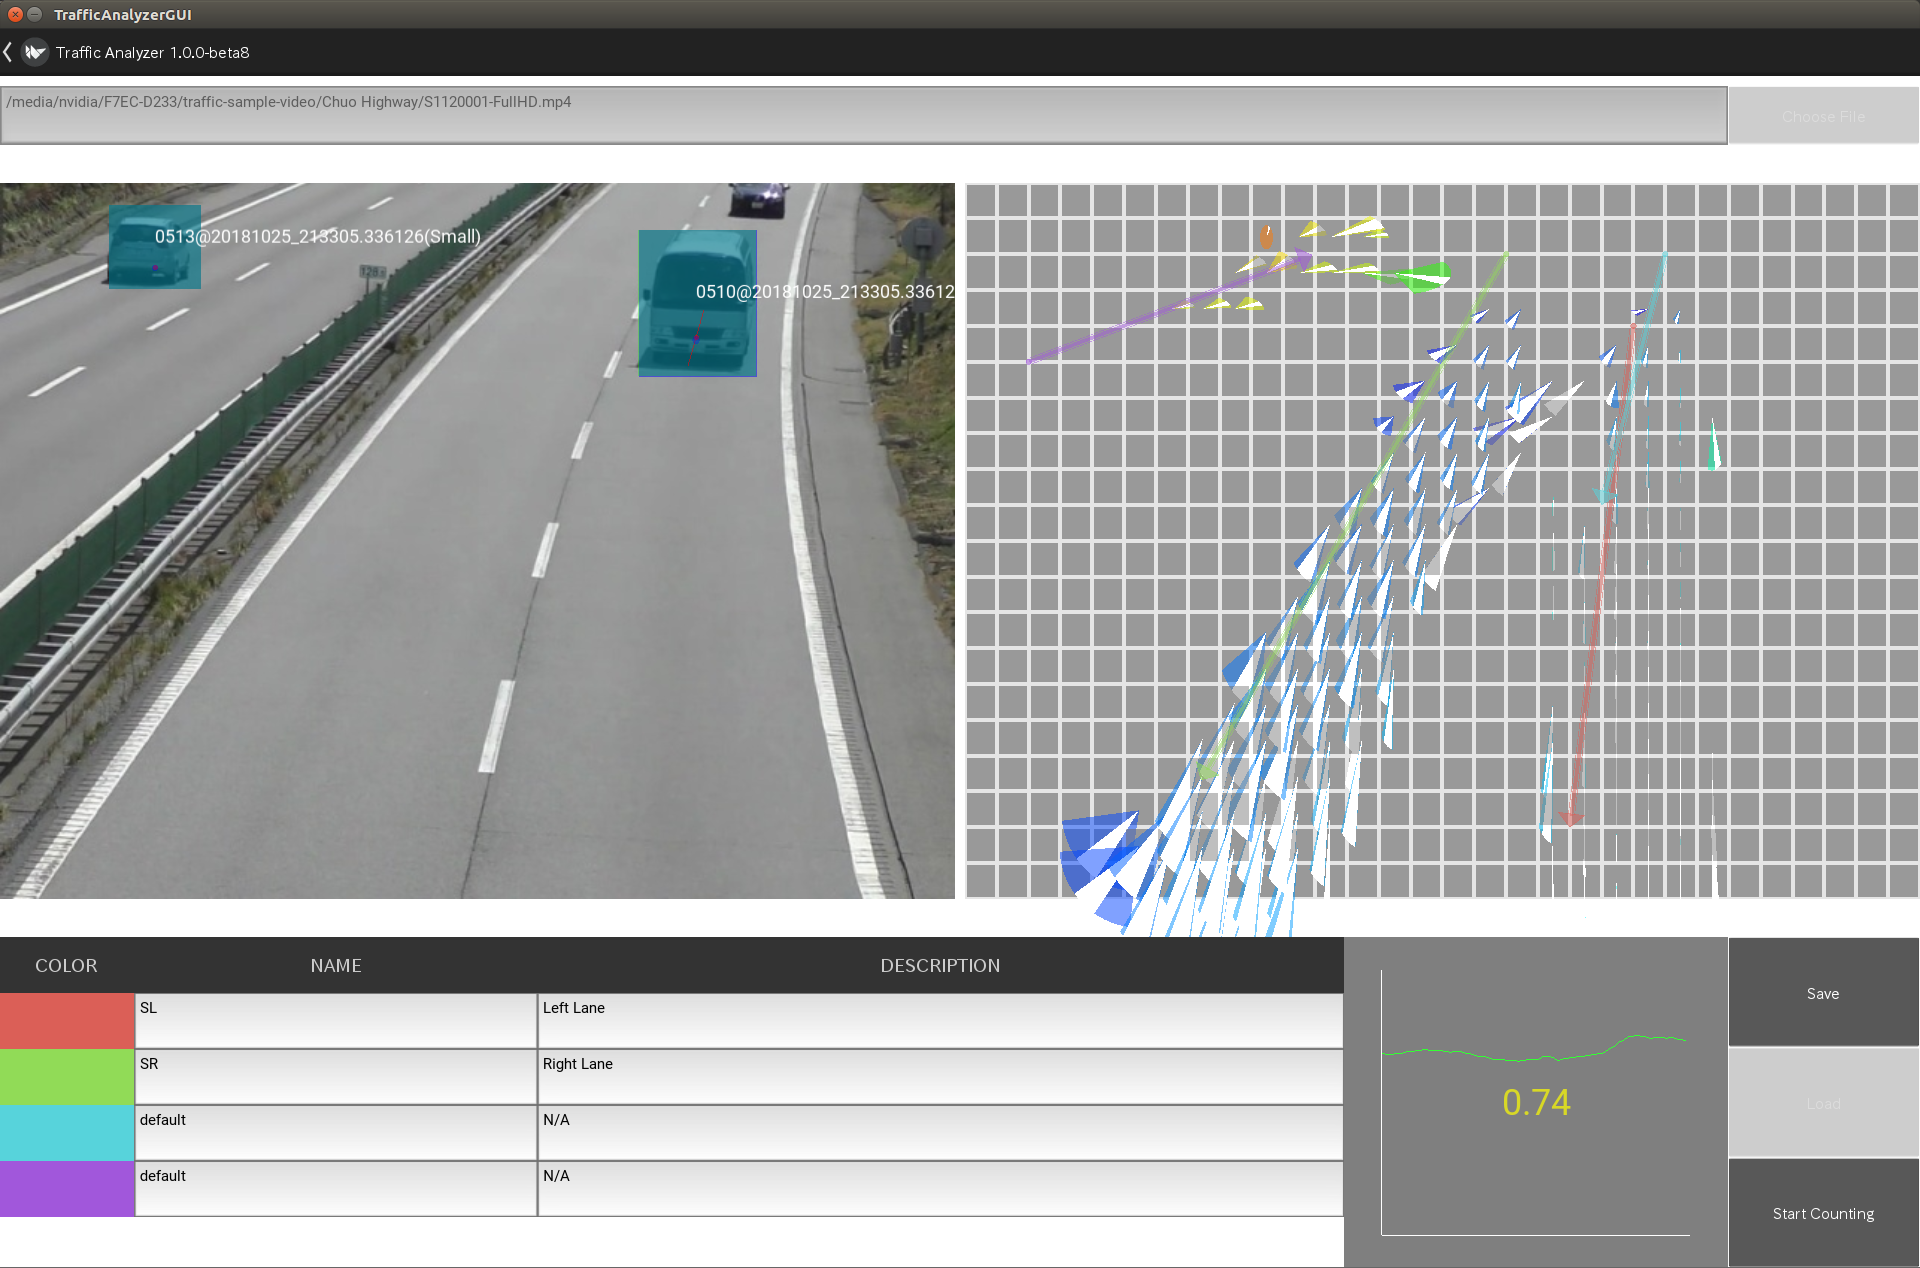 TrafficAnalyzerGUI
Traffic Analyzer 1.0.0-beta8
/media/nvidia/F7EC-D233/traffic-sample-video/Chuo Highway/S1120001-FullHD.mp4
Choose File
0513@20181025_213305.336126(Small)
0510@20181025_213305.33612
COLOR NAME DESCRIPTION
SL Left Lane
SR Right Lane
default N/A
default N/A
0.74
Save
Load
Start Counting